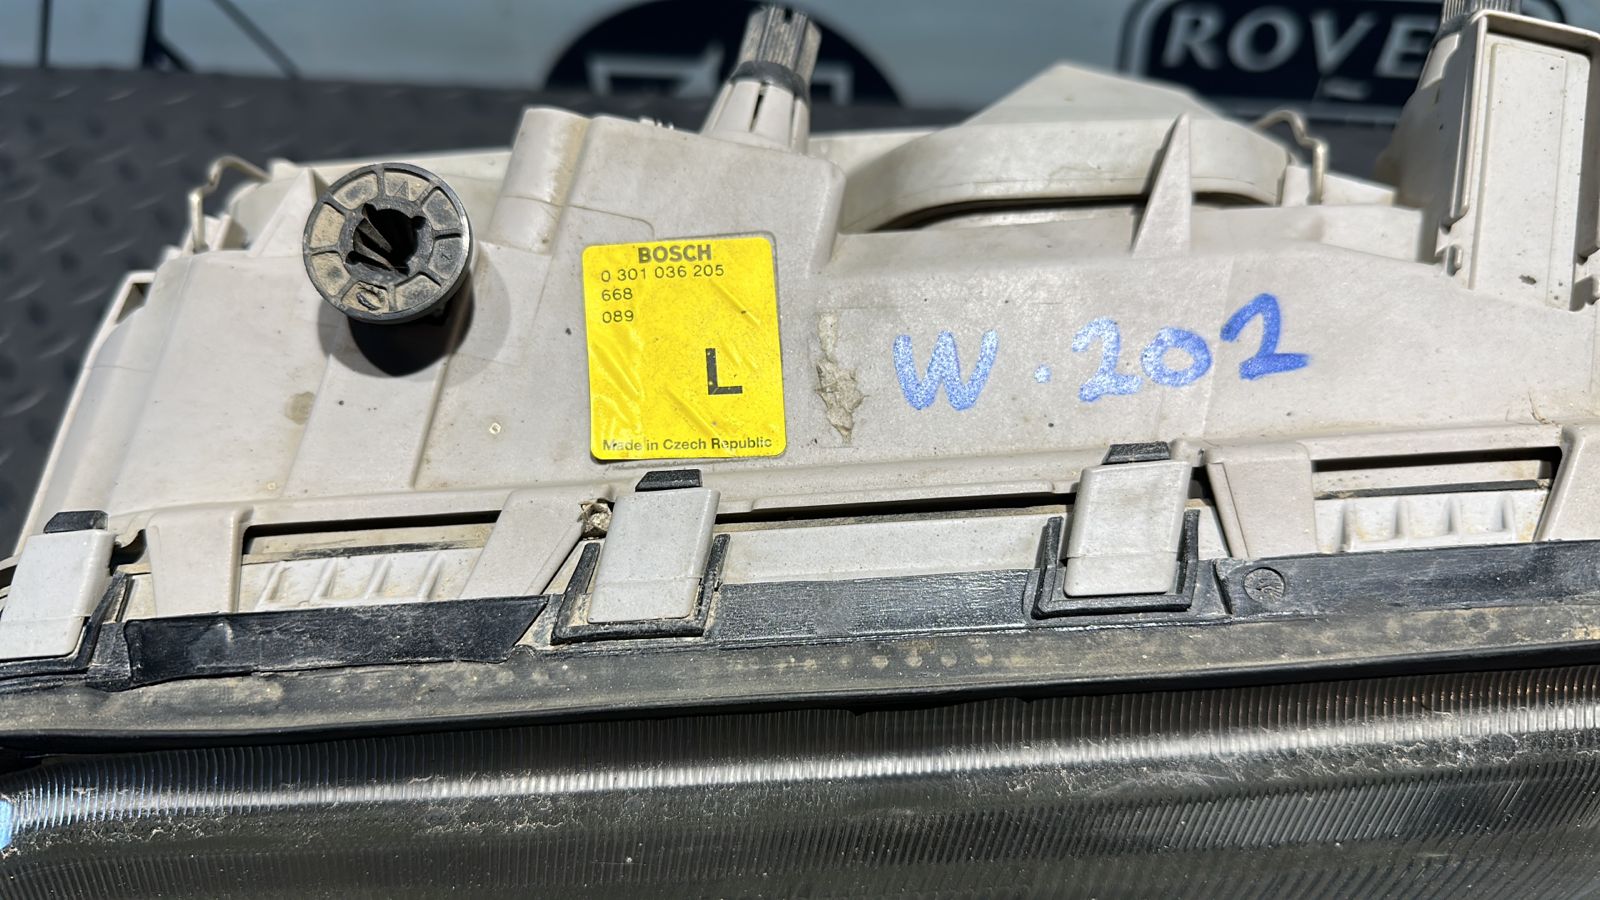 ROVE
BOSCH
0 301 036 205
668
089
L
Made in Czech Republic
W.202